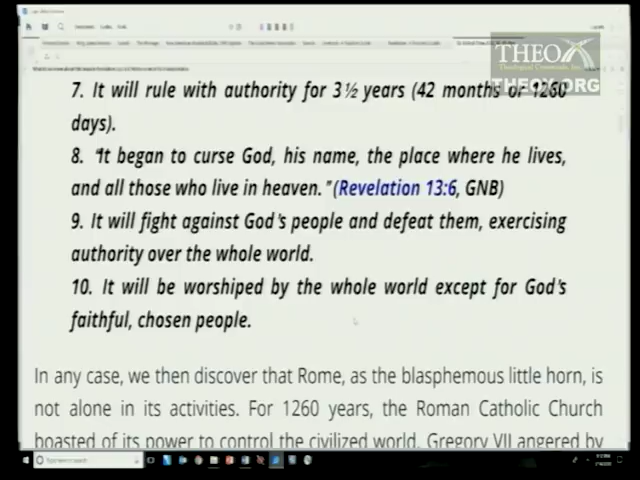 THEOX
THEOX.ORG
7. It will rule with authority for 3½ years (42 months or 1260
days).
8. "It began to curse God, his name, the place where he lives,
and all those who live in heaven." (Revelation 13:6, GNB)
9. It will fight against God's people and defeat them, exercising
authority over the whole world.
10. It will be worshiped by the whole world except for God's
faithful, chosen people.
In any case, we then discover that Rome, as the blasphemous little horn, is
not alone in its activities. For 1260 years, the Roman Catholic Church
boasted of its power to control the civilized world. Gregory VII angered by